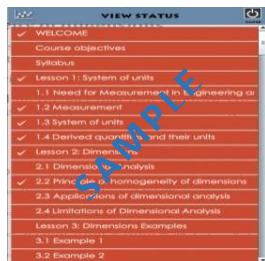 VIEW STATUS
WELCOME
Course objectives
Syllabus
Lesson 1: System of units
1.1 Need for Measurement in Engineering
1.2 Measurement
1.3 System of units
1.4 Derived quantities and their units
Lesson 2: Dimensions
2.1 Dimensional Analysis
2.2 Principle of homogeneity of dimensions
2.3 Applications of dimensional analysis
2.4 Limitations of Dimensional Analysis
Lesson 3: Dimensions Examples
3.1 Example 1
3.2 Example 2
SAMPLE